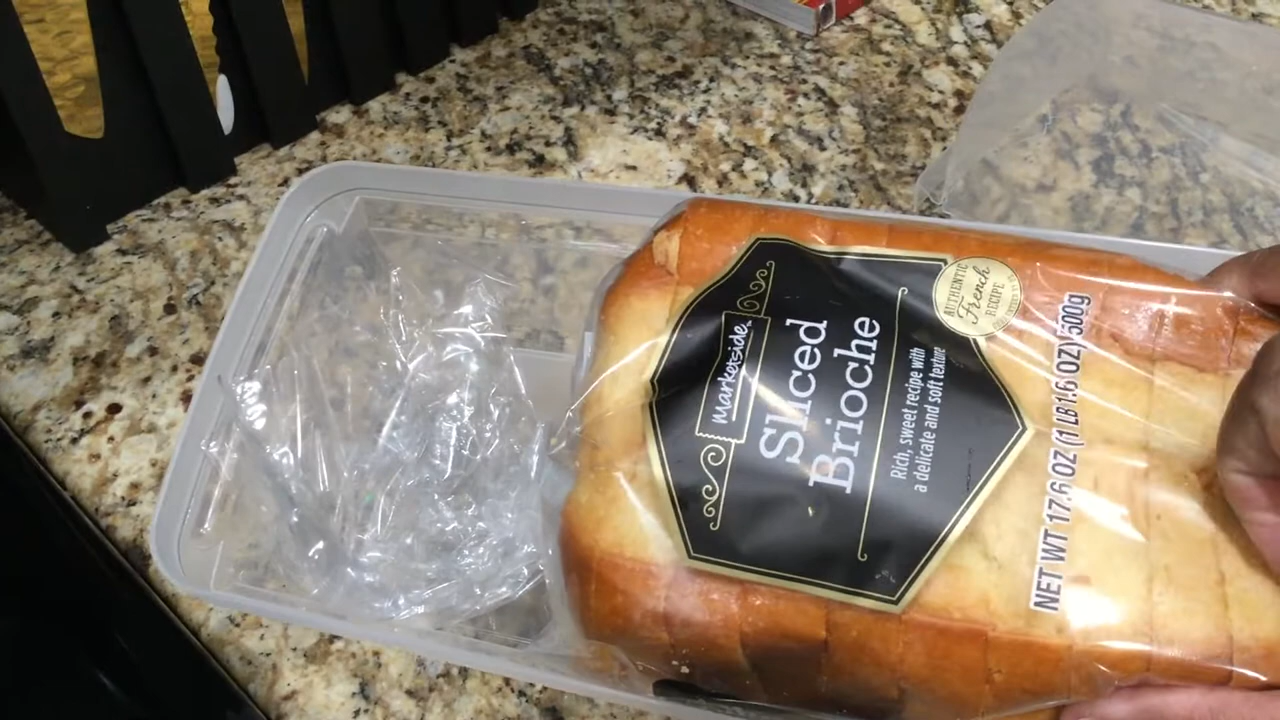 marketside
Sliced
Brioche
Rich, sweet recipe with
a delicate and soft texture
AUTHENTIC
French
RECIPE
NET WT 17.6 OZ (1 LB 1.6 OZ) 500g